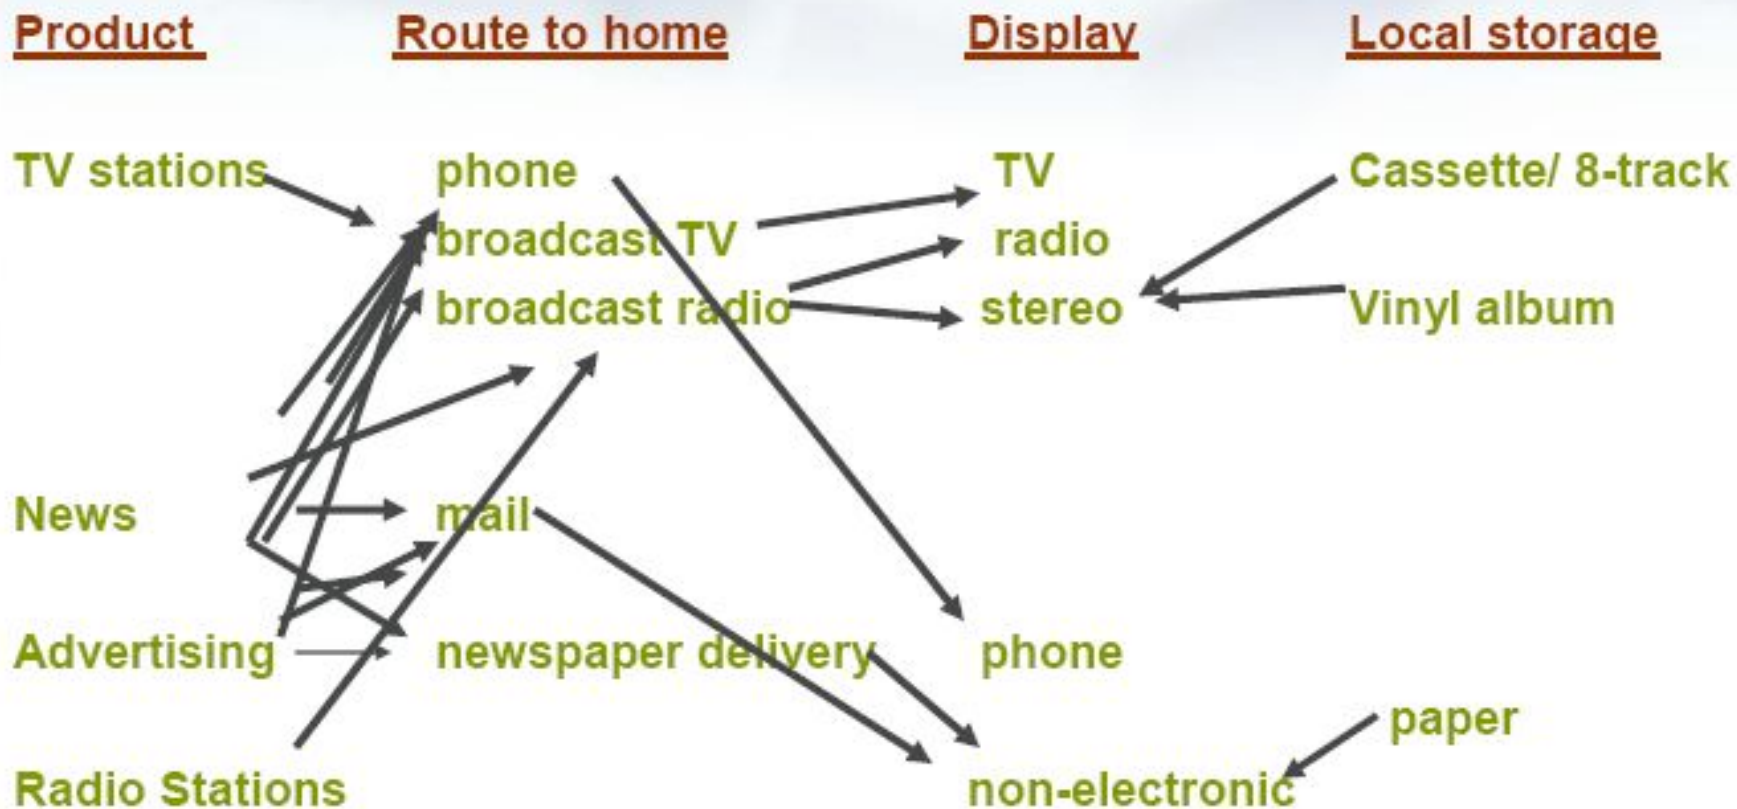 Product Route to home Display Local storage
TV stations phone TV Cassette/ 8-track
broadcast TV radio
broadcast radio stereo Vinyl album
News mail
Advertising newspaper delivery phone
paper
Radio Stations non-electronic